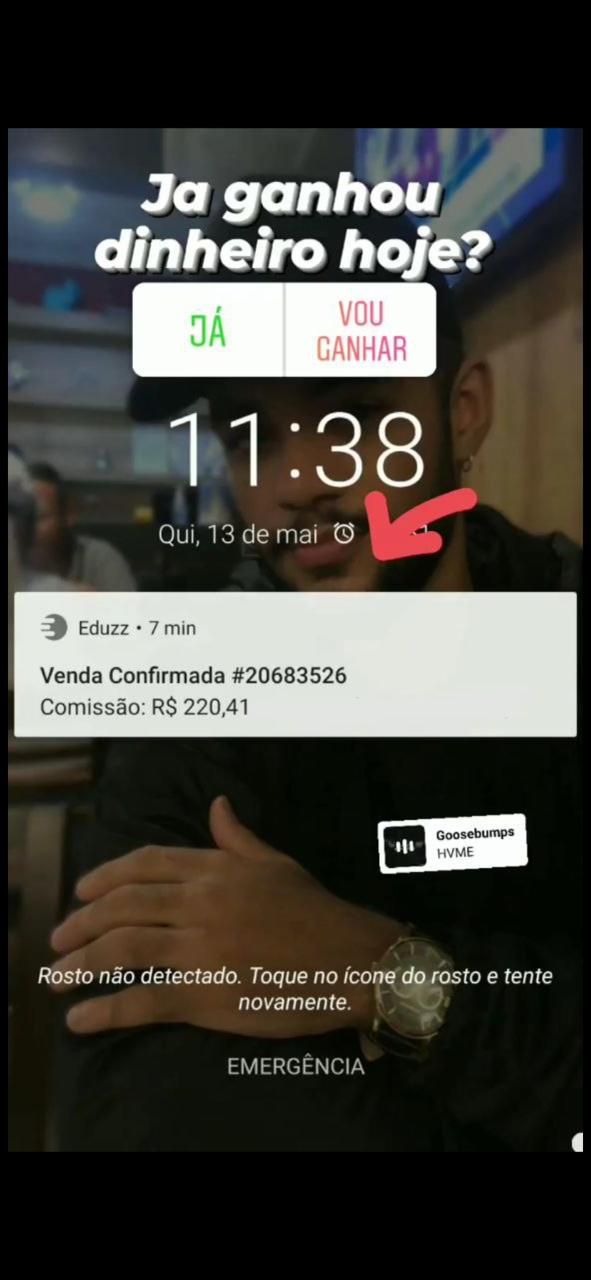 Ja ganhou
dinheiro hoje?
JÁ
VOU
GANHAR
11:38
Qui, 13 de mai
Eduzz • 7 min
Venda Confirmada #20683526
Comissão: R$ 220,41
Goosebumps
HVME
Rosto não detectado. Toque no ícone do rosto e tente
novamente.
EMERGÊNCIA